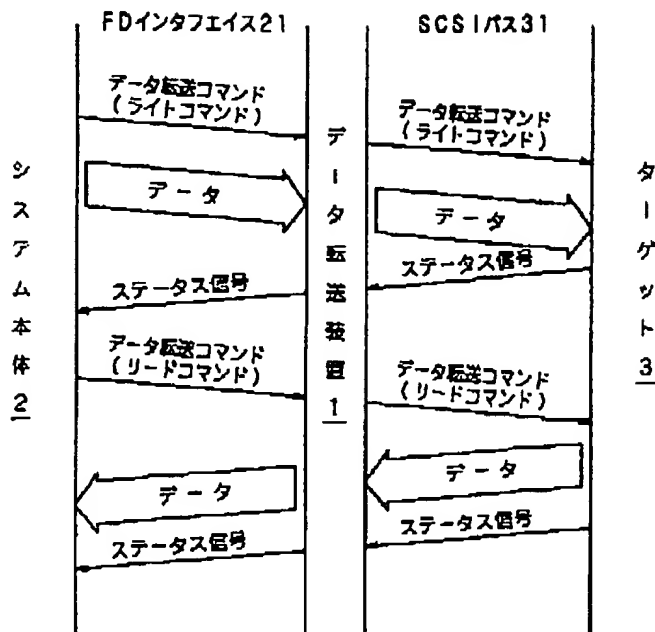 FDインタフェイス21
SCSIバス31
システム本体2
データ転送コマンド
(ライトコマンド)
データ
ステータス信号
データ転送コマンド
(リードコマンド)
データ
ステータス信号
データ転送装置1
データ転送コマンド
(ライトコマンド)
データ
ステータス信号
データ転送コマンド
(リードコマンド)
データ
ステータス信号
ターゲット3